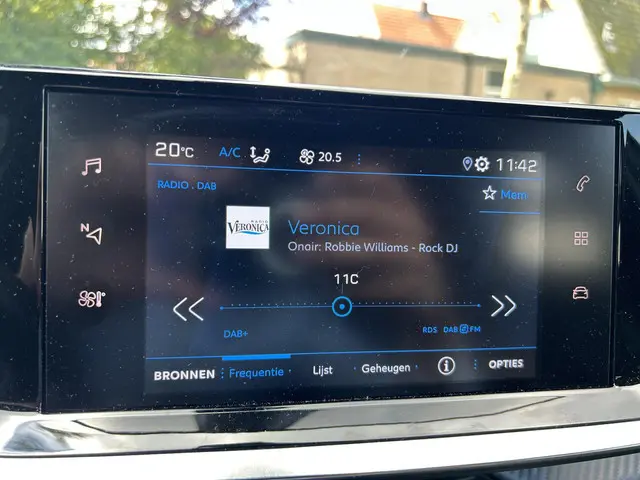 20°C A/C 20.5 11:42
RADIO . DAB
Mem
RADIO
VERONICA
Veronica
Onair: Robbie Williams - Rock DJ
N
11C
DAB+
RDS DAB FM
BRONNEN Frequentie Lijst Geheugen i OPTIES